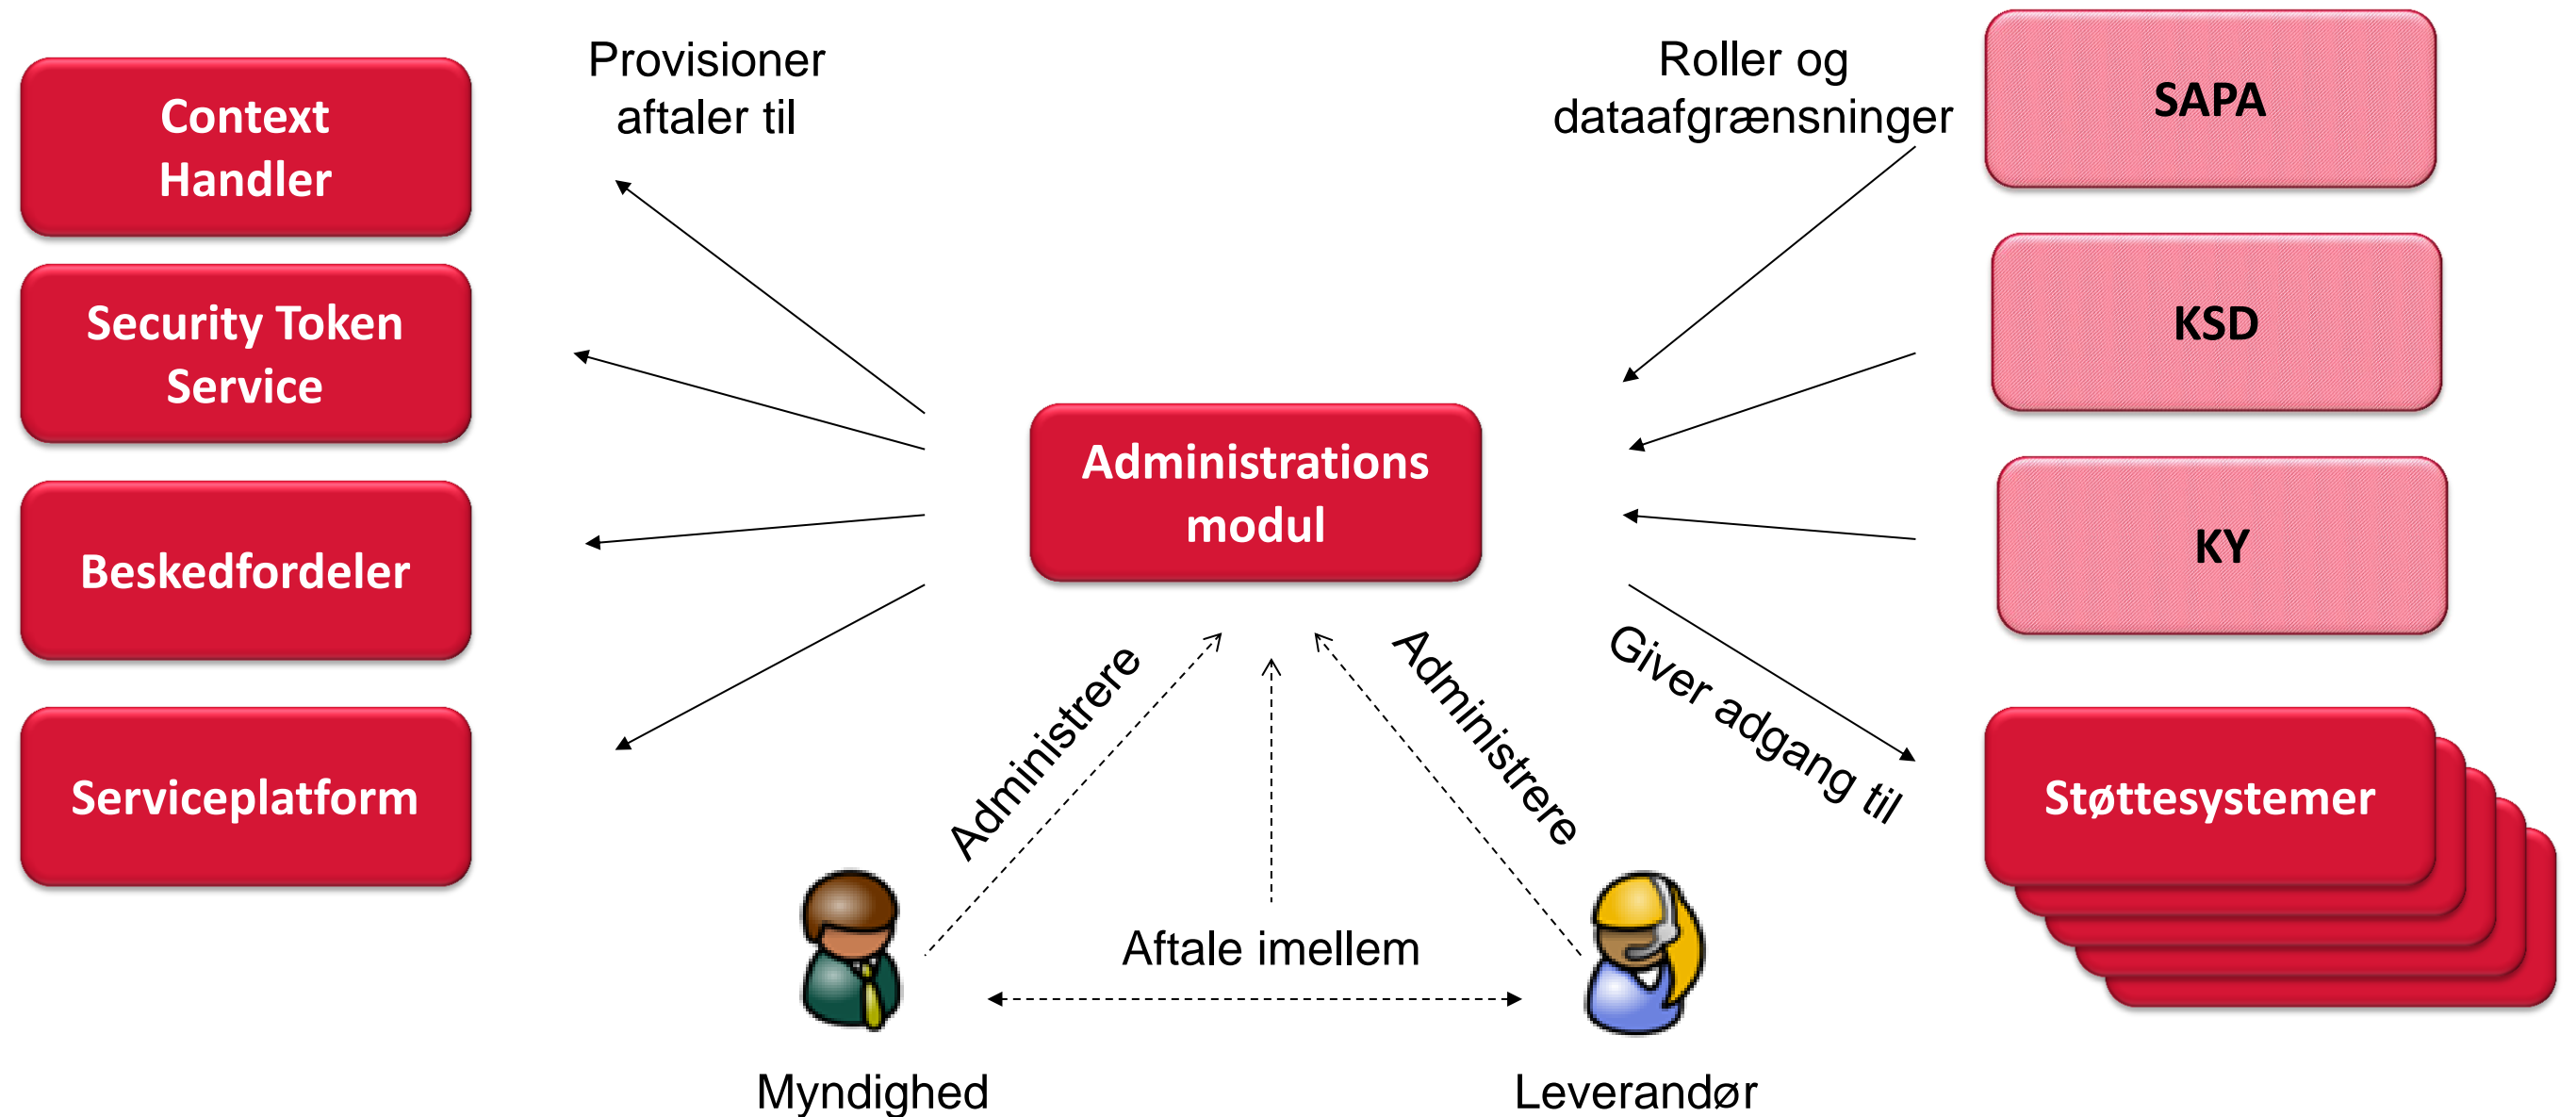 Context
Handler
Security Token
Service
Beskedfordeler
Serviceplatform
Provisioner
aftaler til
Administrations
modul
Roller og
dataafgrænsninger
SAPA
KSD
KY
Støttesystemer
Giver adgang til
Administrere
Administrere
Aftale imellem
Myndighed
Leverandør